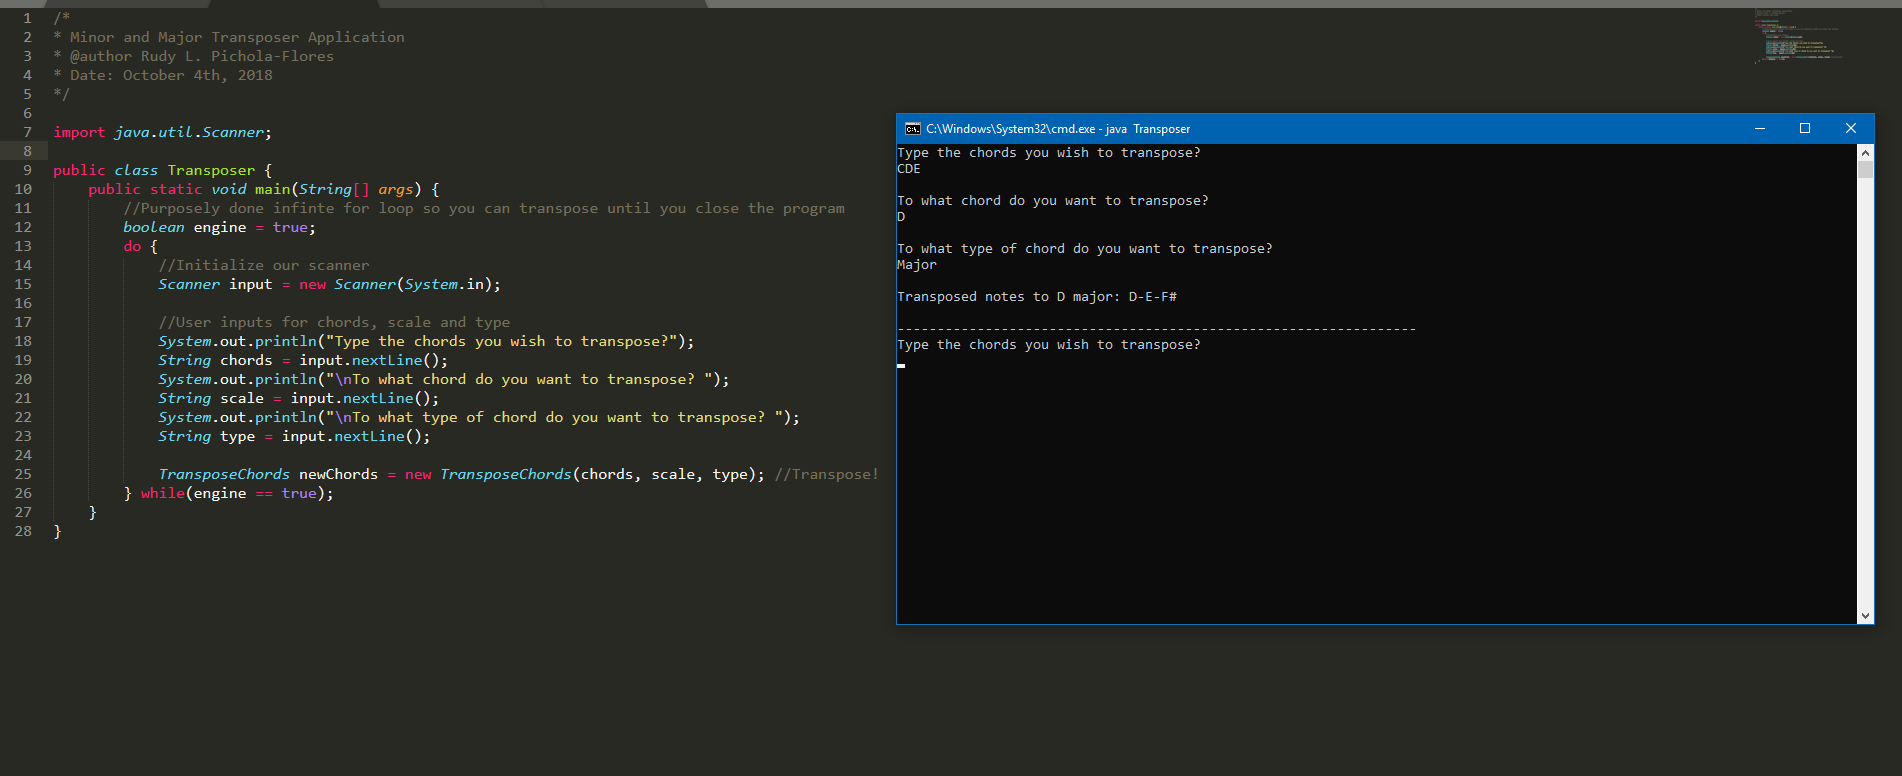 1 /*
2 * Minor and Major Transposer Application
3 * @author Rudy L. Pichola-Flores
4 * Date: October 4th, 2018
5 */
6
7 import java.util.Scanner;
8
9 public class Transposer {
10 public static void main(String[] args) {
11 //Purposely done infinte for loop so you can transpose until you close the program
12 boolean engine = true;
13 do {
14 //Initialize our scanner
15 Scanner input = new Scanner(System.in);
16
17 //User inputs for chords, scale and type
18 System.out.println("Type the chords you wish to transpose?");
19 String chords = input.nextLine();
20 System.out.println("\nTo what chord do you want to transpose? ");
21 String scale = input.nextLine();
22 System.out.println("\nTo what type of chord do you want to transpose? ");
23 String type = input.nextLine();
24
25 TransposeChords newChords = new TransposeChords(chords, scale, type); //Transpose!
26 } while(engine == true);
27 }
28 }
C:\Windows\System32\cmd.exe - java Transposer
Type the chords you wish to transpose?
CDE
To what chord do you want to transpose?
D
To what type of chord do you want to transpose?
Major
Transposed notes to D major: D-E-F#
-----------------------------------------------------------------
Type the chords you wish to transpose?